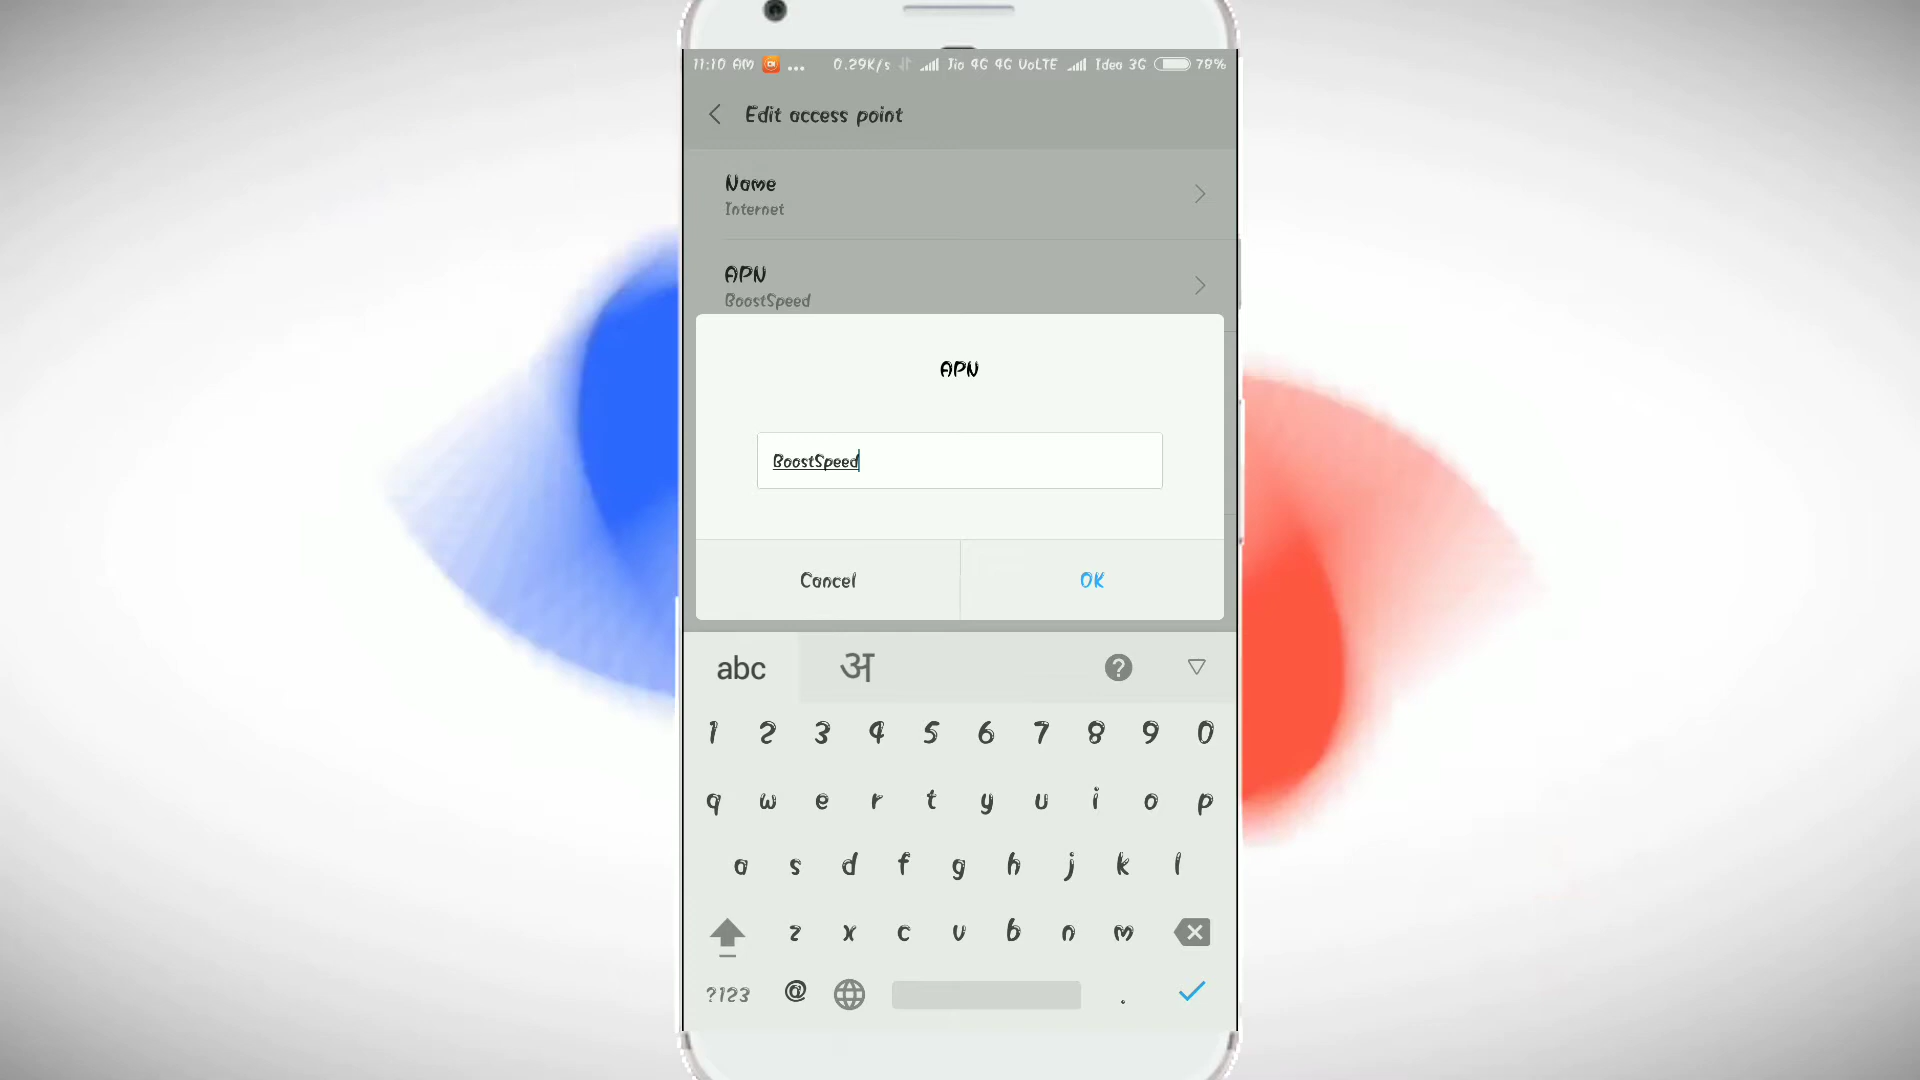 11:10 AM ... 0.29K/s Jio 4G 4G VoLTE Idea 3G 78%
Edit access point
Name
Internet
APN
BoostSpeed
APN
BoostSpeed
Cancel OK
abc अ ?
1 2 3 4 5 6 7 8 9 0
q w e r t y u i o p
a s d f g h j k l
z x c v b n m
?123 @ .